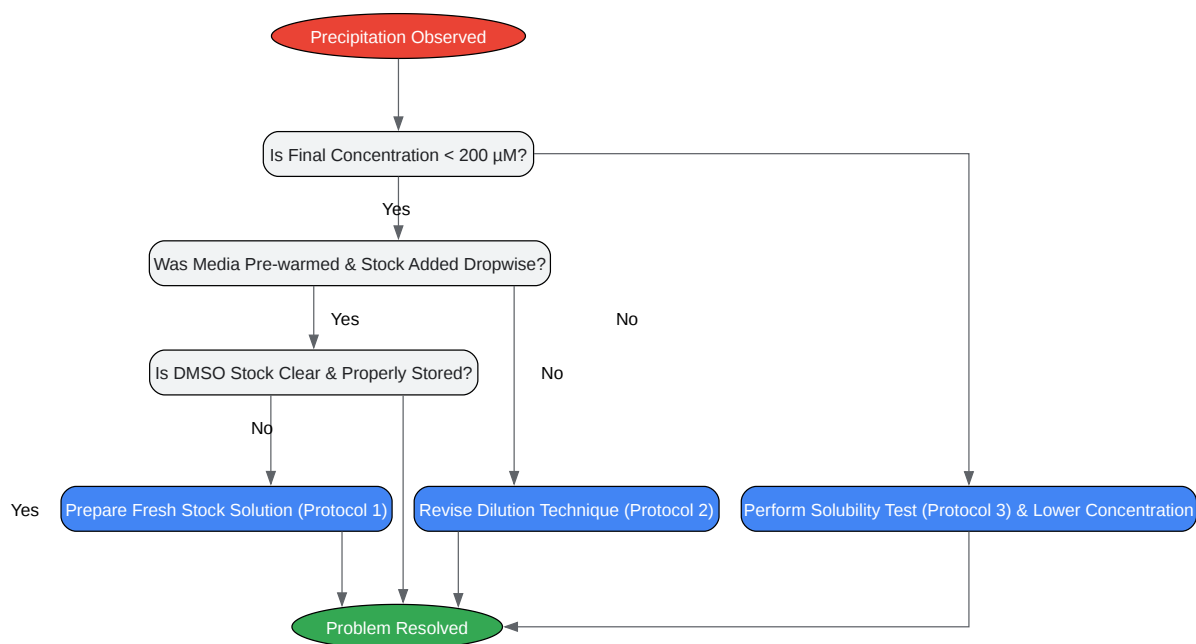 Precipitation Observed
Is Final Concentration < 200 µM?
Yes
Was Media Pre-warmed & Stock Added Dropwise?
Yes
No
Is DMSO Stock Clear & Properly Stored?
No
No
Yes
Prepare Fresh Stock Solution (Protocol 1)
Revise Dilution Technique (Protocol 2)
Perform Solubility Test (Protocol 3) & Lower Concentration
Problem Resolved